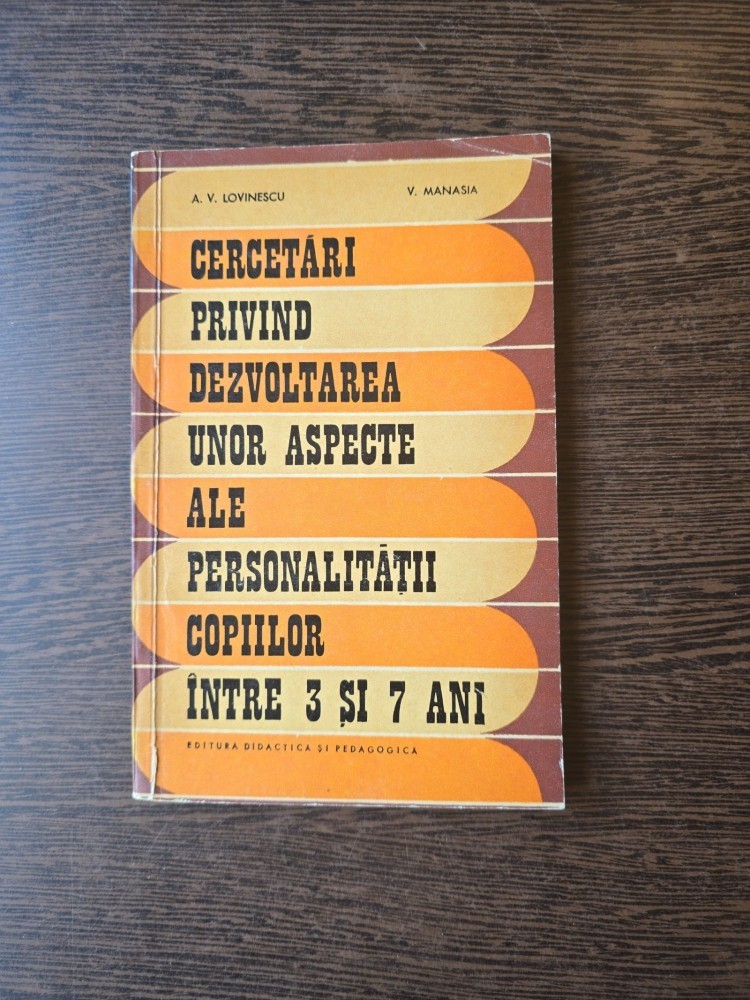 A. V. LOVINESCU V. MANASIA
CERCETĂRI
PRIVIND
DEZVOLTAREA
UNOR ASPECTE
ALE
PERSONALITĂȚII
COPIILOR
ÎNTRE 3 ȘI 7 ANI
EDITURA DIDACTICĂ ȘI PEDAGOGICĂ